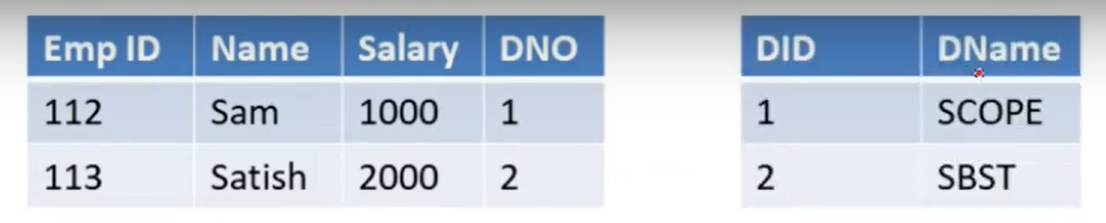 Emp ID Name Salary DNO DID DName
112 Sam 1000 1 1 SCOPE
113 Satish 2000 2 2 SBST